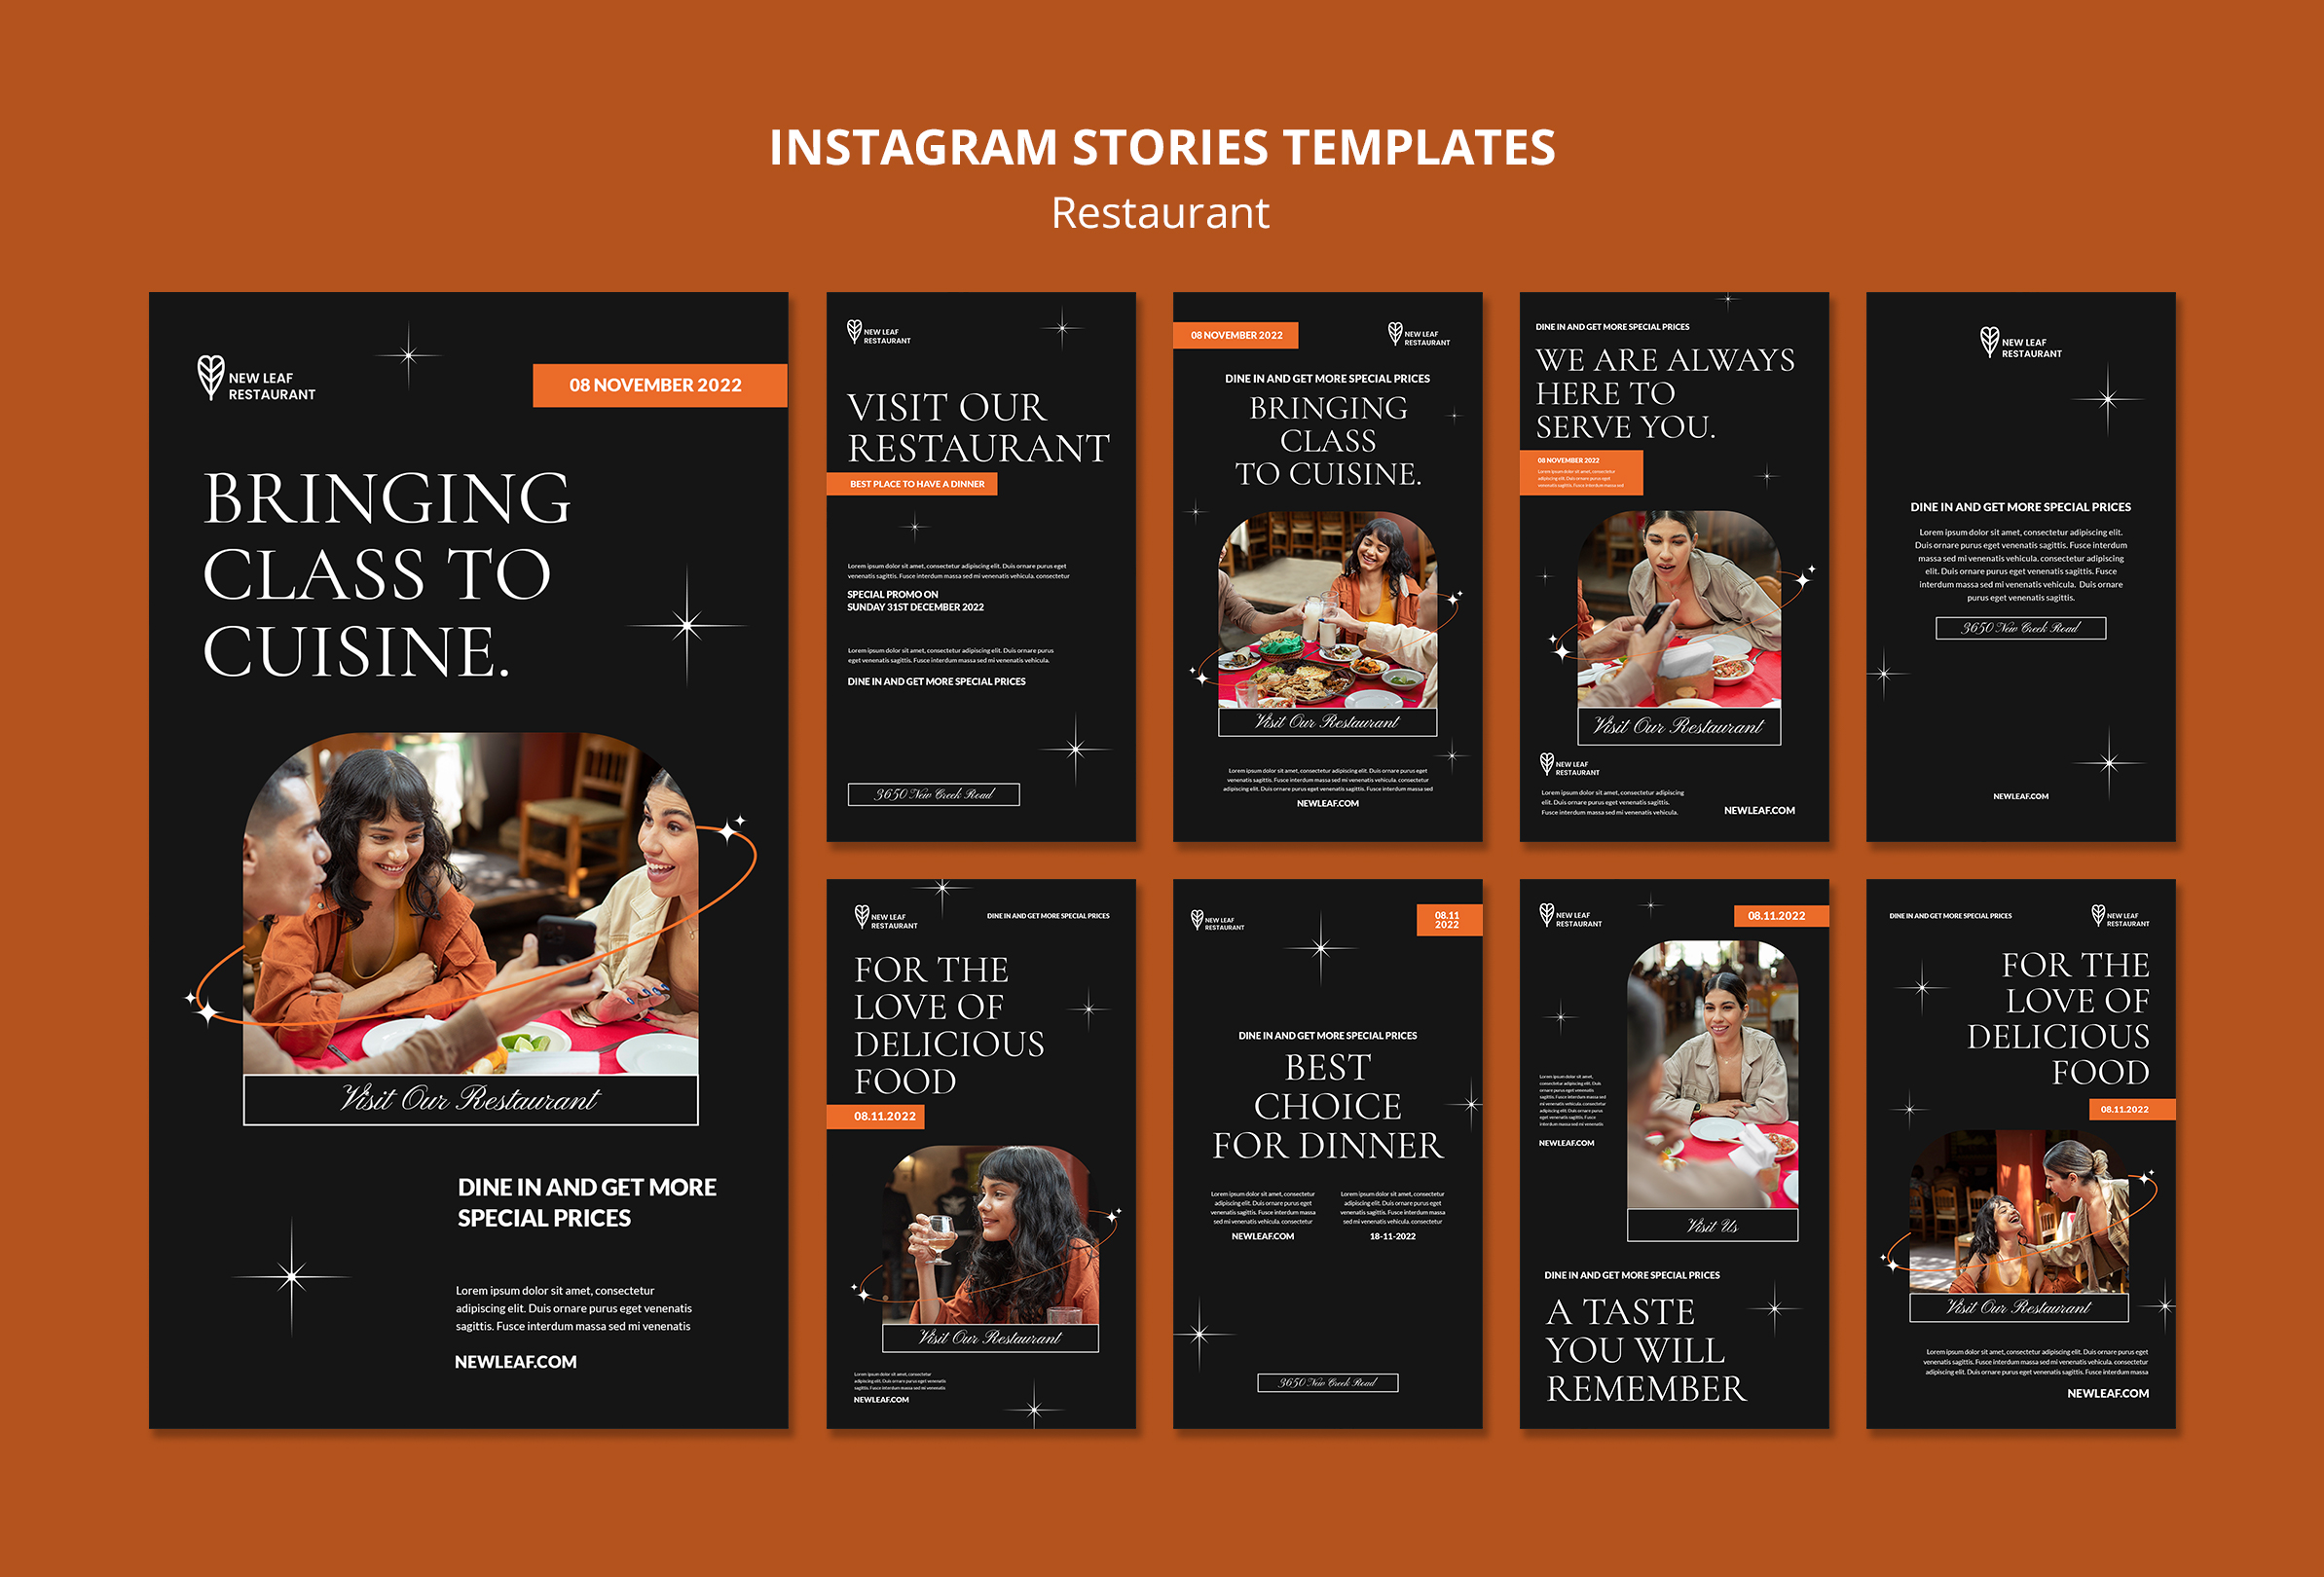 INSTAGRAM STORIES TEMPLATES
Restaurant
NEW LEAF
RESTAURANT
08 NOVEMBER 2022
BRINGING
CLASS TO
CUISINE.
Visit Our Restaurant
DINE IN AND GET MORE
SPECIAL PRICES
Lorem ipsum dolor sit amet, consectetur
adipiscing elit. Duis ornare purus eget venenatis
sagittis. Fusce interdum massa sed mi venenatis
NEWLEAF.COM
NEW LEAF
RESTAURANT
VISIT OUR
RESTAURANT
BEST PLACE TO HAVE A DINNER
Lorem ipsum dolor sit amet, consectetur adipiscing elit. Duis ornare purus eget
venenatis sagittis. Fusce interdum massa sed mi venenatis vehicula. consectetur
SPECIAL PROMO ON
SUNDAY 31ST DECEMBER 2022
Lorem ipsum dolor sit amet, consectetur adipiscing elit. Duis ornare purus
eget venenatis sagittis. Fusce interdum massa sed mi venenatis vehicula.
DINE IN AND GET MORE SPECIAL PRICES
3650 New Creek Road
08 NOVEMBER 2022
NEW LEAF
RESTAURANT
DINE IN AND GET MORE SPECIAL PRICES
BRINGING
CLASS
TO CUISINE.
Visit Our Restaurant
Lorem ipsum dolor sit amet, consectetur adipiscing elit. Duis ornare purus eget
venenatis sagittis. Fusce interdum massa sed mi venenatis vehicula. consectetur
adipiscing elit. Duis ornare purus eget venenatis sagittis. Fusce interdum massa sed
NEWLEAF.COM
DINE IN AND GET MORE SPECIAL PRICES
WE ARE ALWAYS
HERE TO
SERVE YOU.
08 NOVEMBER 2022
Lorem ipsum dolor sit amet, consectetur
adipiscing elit. Duis ornare purus eget
venenatis sagittis. Fusce interdum massa sed
Visit Our Restaurant
NEW LEAF
RESTAURANT
Lorem ipsum dolor sit amet, consectetur adipiscing
elit. Duis ornare purus eget venenatis sagittis.
Fusce interdum massa sed mi venenatis vehicula.
NEWLEAF.COM
NEW LEAF
RESTAURANT
DINE IN AND GET MORE SPECIAL PRICES
Lorem ipsum dolor sit amet, consectetur adipiscing elit.
Duis ornare purus eget venenatis sagittis. Fusce interdum
massa sed mi venenatis vehicula. consectetur adipiscing
elit. Duis ornare purus eget venenatis sagittis. Fusce
interdum massa sed mi venenatis vehicula. Duis ornare
purus eget venenatis sagittis.
3650 New Creek Road
NEWLEAF.COM
NEW LEAF
RESTAURANT
DINE IN AND GET MORE SPECIAL PRICES
FOR THE
LOVE OF
DELICIOUS
FOOD
08.11.2022
Visit Our Restaurant
Lorem ipsum dolor sit amet, consectetur
adipiscing elit. Duis ornare purus eget venenatis
sagittis. Fusce interdum massa sed mi venenatis
NEWLEAF.COM
NEW LEAF
RESTAURANT
08.11
2022
DINE IN AND GET MORE SPECIAL PRICES
BEST
CHOICE
FOR DINNER
Lorem ipsum dolor sit amet, consectetur
adipiscing elit. Duis ornare purus eget
venenatis sagittis. Fusce interdum massa
sed mi venenatis vehicula. consectetur
NEWLEAF.COM
Lorem ipsum dolor sit amet, consectetur
adipiscing elit. Duis ornare purus eget
venenatis sagittis. Fusce interdum massa
sed mi venenatis vehicula. consectetur
18-11-2022
3650 New Creek Road
NEW LEAF
RESTAURANT
08.11.2022
Lorem ipsum dolor sit amet,
consectetur adipiscing elit. Duis
ornare purus eget venenatis
sagittis. Fusce interdum massa sed
mi venenatis vehicula. consectetur
adipiscing elit. Duis ornare purus
eget venenatis sagittis. Fusce
interdum massa sed mi venenatis
NEWLEAF.COM
Visit Us
DINE IN AND GET MORE SPECIAL PRICES
A TASTE
YOU WILL
REMEMBER
DINE IN AND GET MORE SPECIAL PRICES
NEW LEAF
RESTAURANT
FOR THE
LOVE OF
DELICIOUS
FOOD
08.11.2022
Visit Our Restaurant
Lorem ipsum dolor sit amet, consectetur adipiscing elit. Duis ornare purus eget
venenatis sagittis. Fusce interdum massa sed mi venenatis vehicula. consectetur
adipiscing elit. Duis ornare purus eget venenatis sagittis. Fusce interdum massa
NEWLEAF.COM